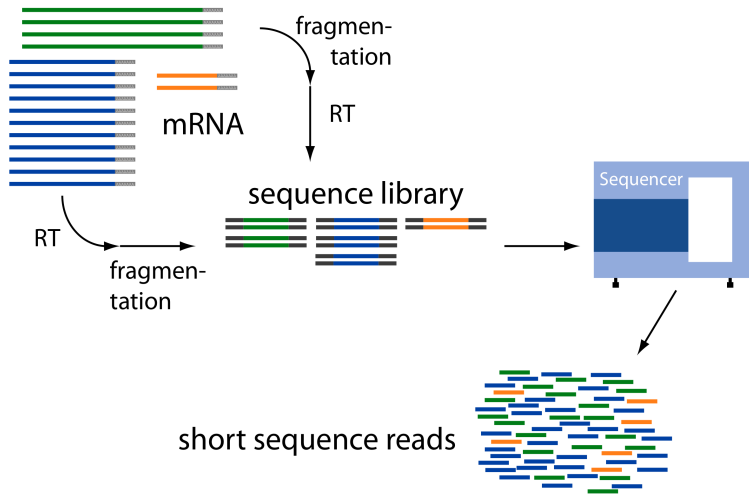 fragmen-
tation
RT
mRNA
sequence library
Sequencer
RT
fragmen-
tation
short sequence reads